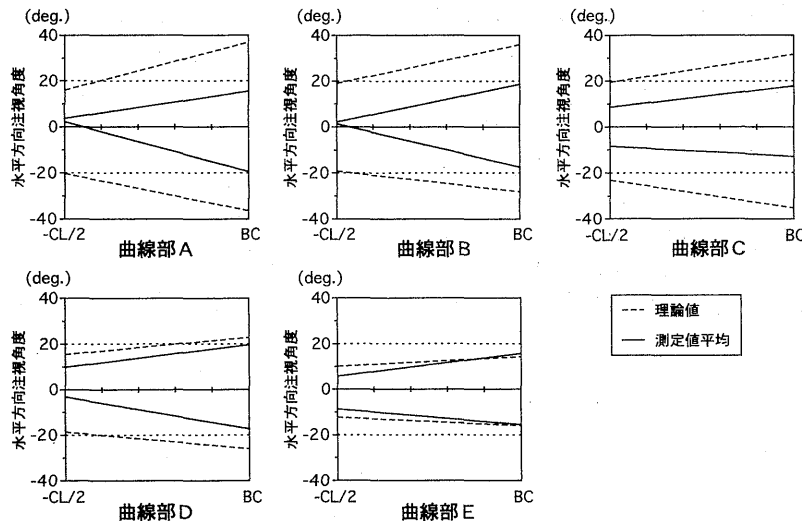 (deg.)
40
20
0
-20
-40
水平方向注視角度
-CL/2
BC
曲線部A
(deg.)
40
20
0
-20
-40
水平方向注視角度
-CL/2
BC
曲線部B
(deg.)
40
20
0
-20
-40
水平方向注視角度
-CL/2
BC
曲線部C
(deg.)
40
20
0
-20
-40
水平方向注視角度
-CL/2
BC
曲線部D
(deg.)
40
20
0
-20
-40
水平方向注視角度
-CL/2
BC
曲線部E
理論値
測定値平均